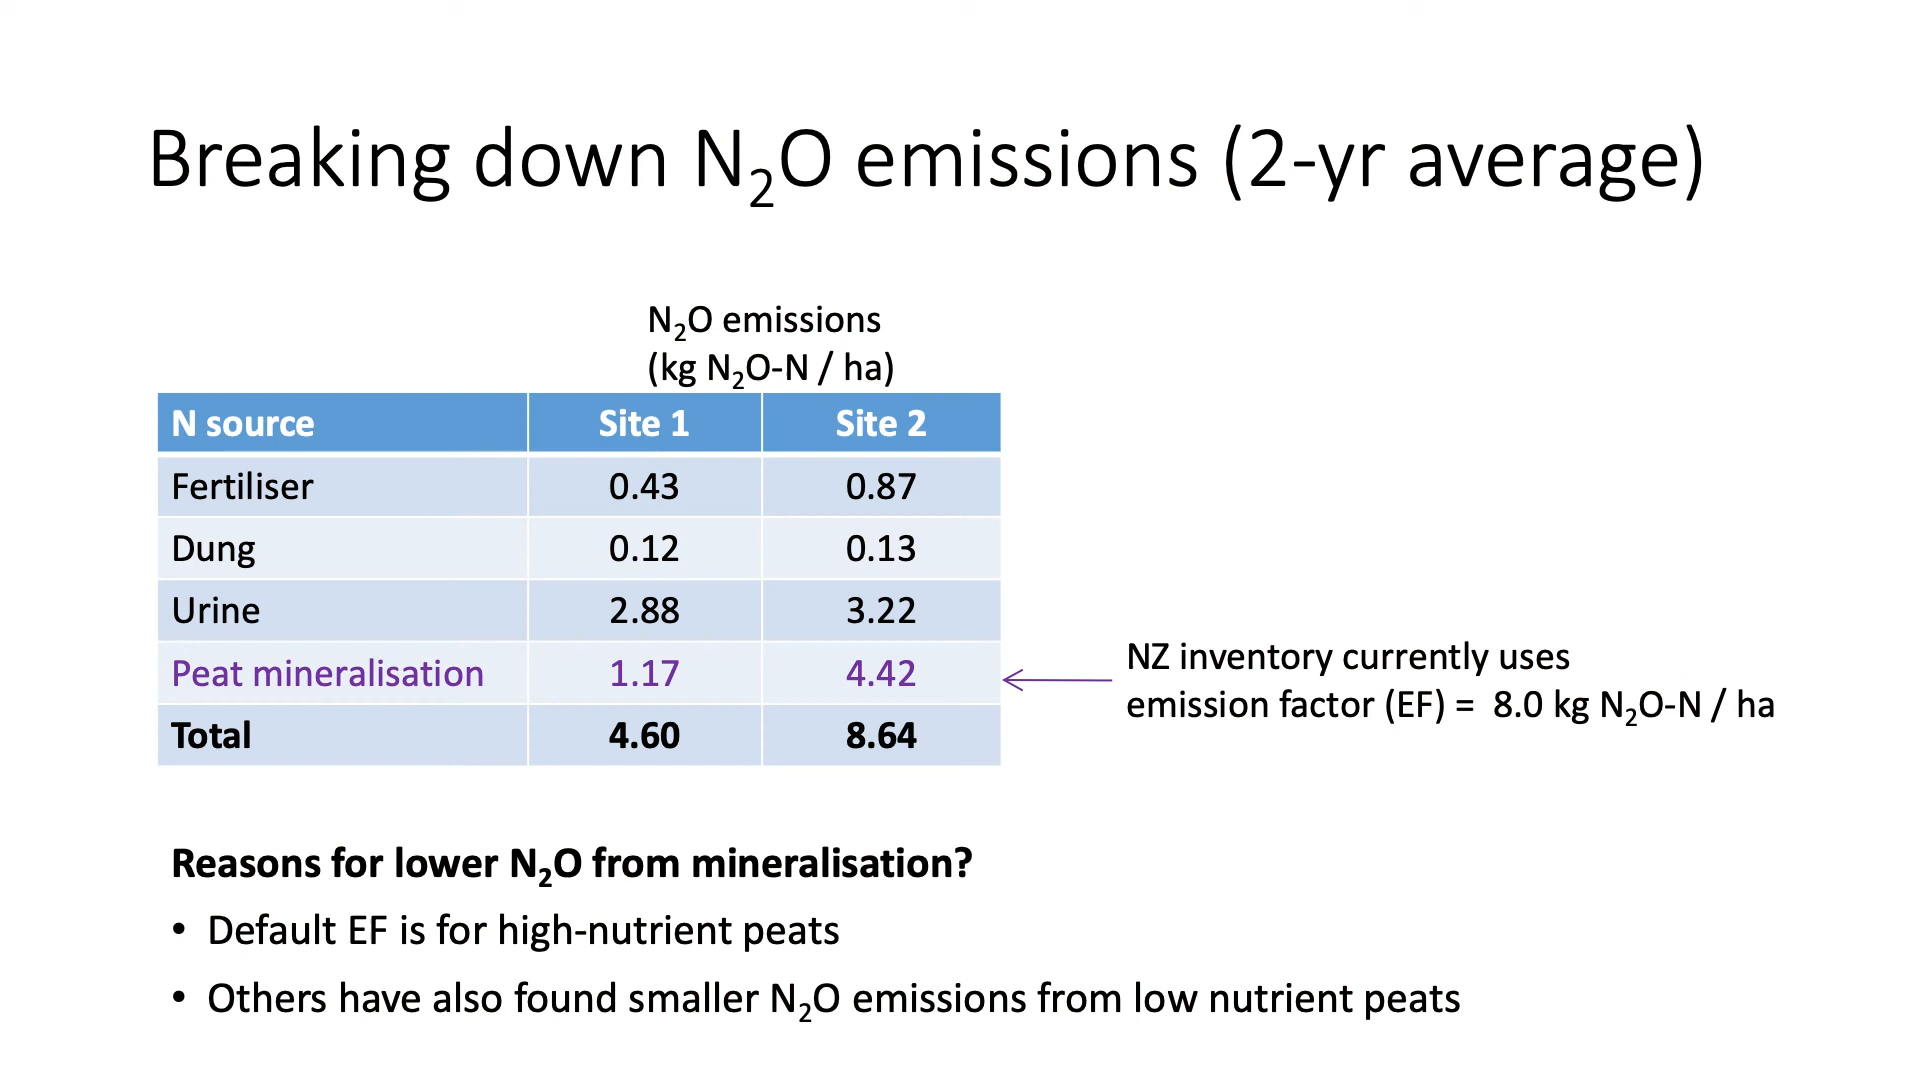 Breaking down N₂O emissions (2-yr average)
N₂O emissions
(kg N₂O-N / ha)
N source Site 1 Site 2
Fertiliser 0.43 0.87
Dung 0.12 0.13
Urine 2.88 3.22
Peat mineralisation 1.17 4.42
Total 4.60 8.64
NZ inventory currently uses
emission factor (EF) = 8.0 kg N₂O-N / ha
Reasons for lower N₂O from mineralisation?
• Default EF is for high-nutrient peats
• Others have also found smaller N₂O emissions from low nutrient peats